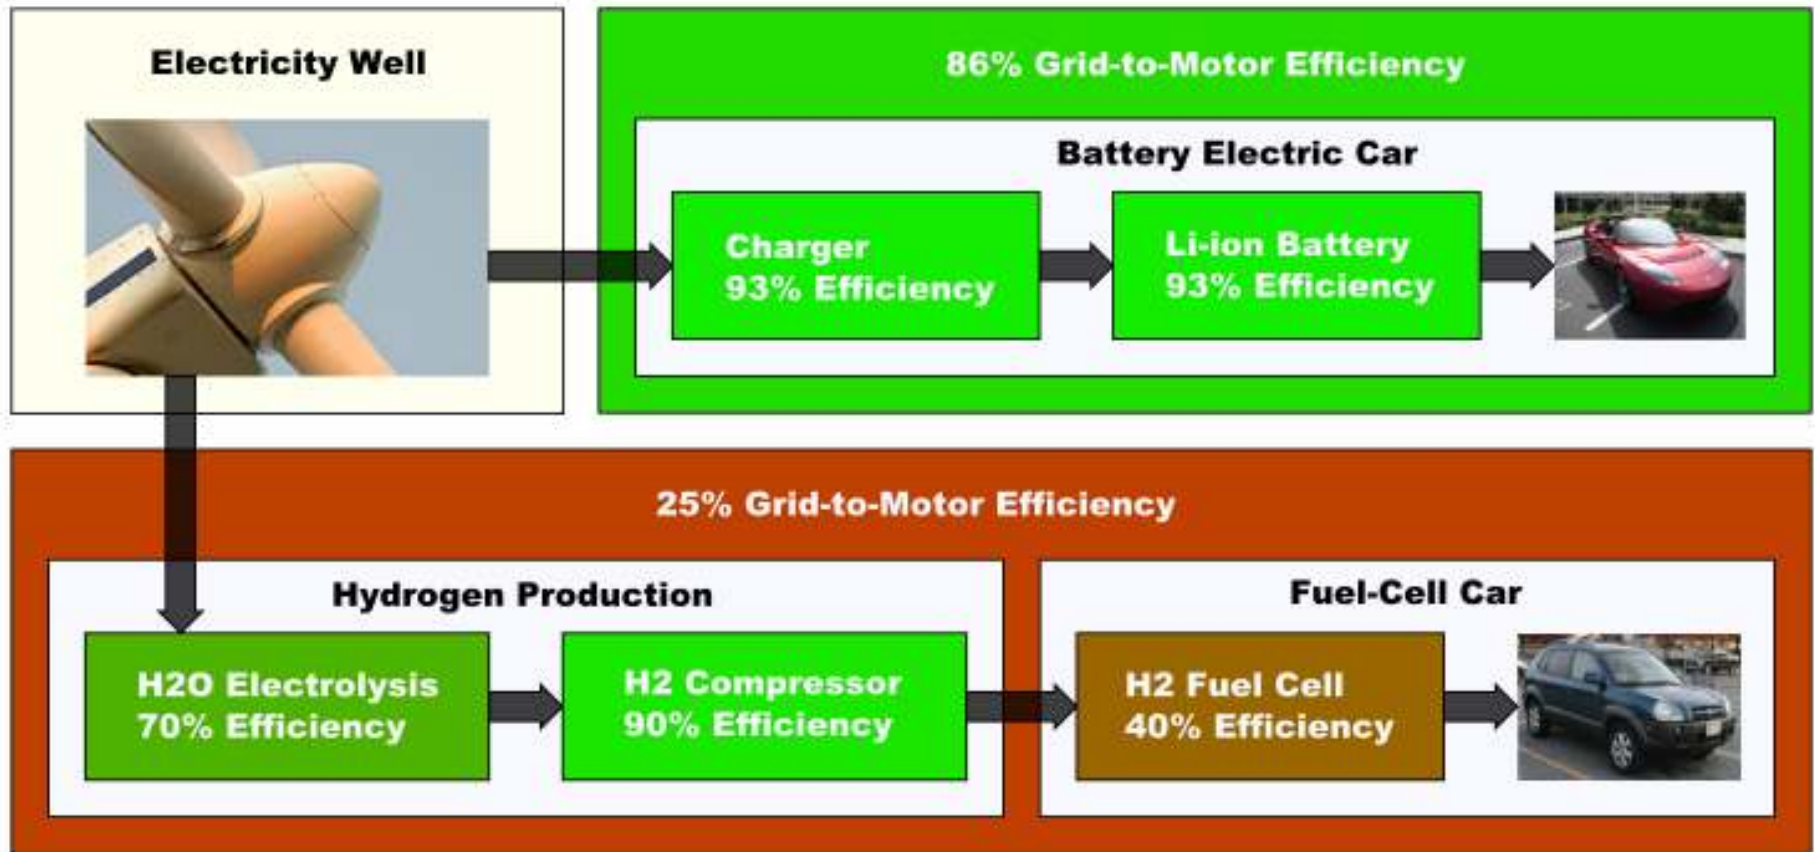 Electricity Well
86% Grid-to-Motor Efficiency
Battery Electric Car
Charger
93% Efficiency
Li-ion Battery
93% Efficiency
25% Grid-to-Motor Efficiency
Hydrogen Production
H2O Electrolysis
70% Efficiency
H2 Compressor
90% Efficiency
Fuel-Cell Car
H2 Fuel Cell
40% Efficiency